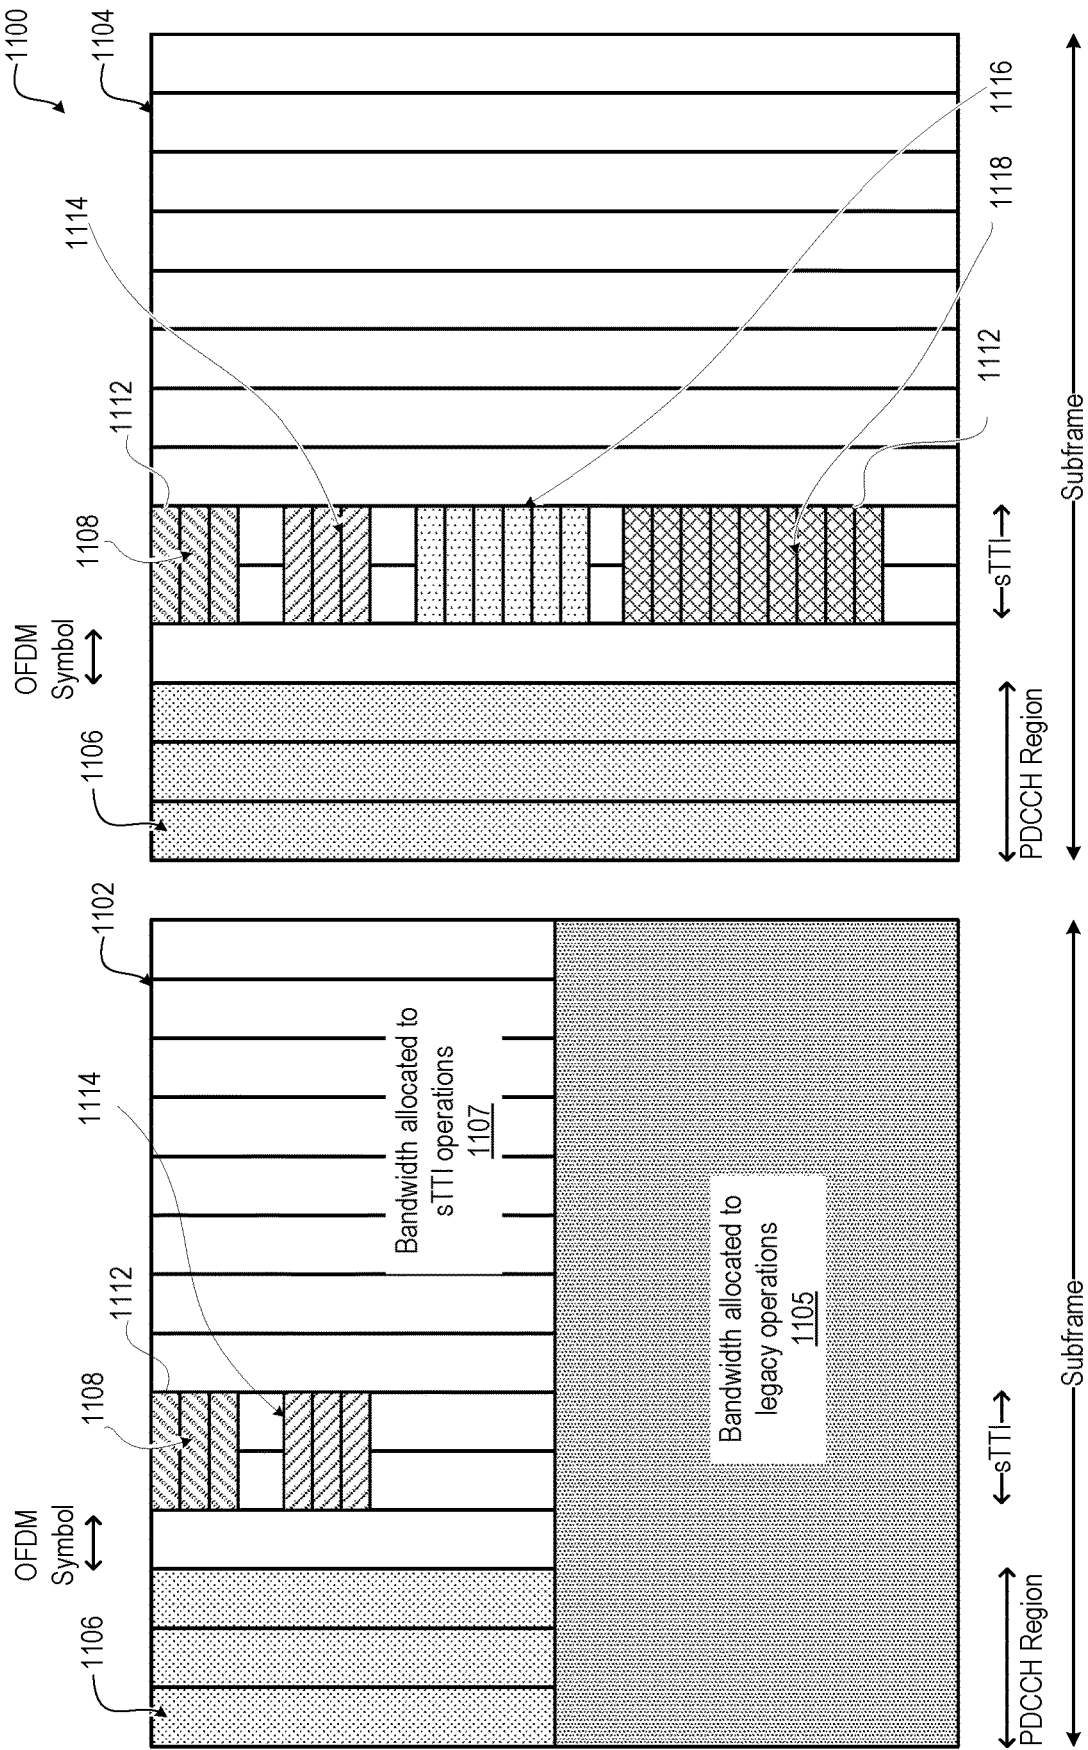 1100
1102
1104
OFDM
Symbol
1106
1108
1112
1114
Bandwidth allocated to
sTTI operations
1107
Bandwidth allocated to
legacy operations
1105
PDCCH Region
sTTI
Subframe
OFDM
Symbol
1106
1108
1112
1114
1112
1118
1116
PDCCH Region
sTTI
Subframe